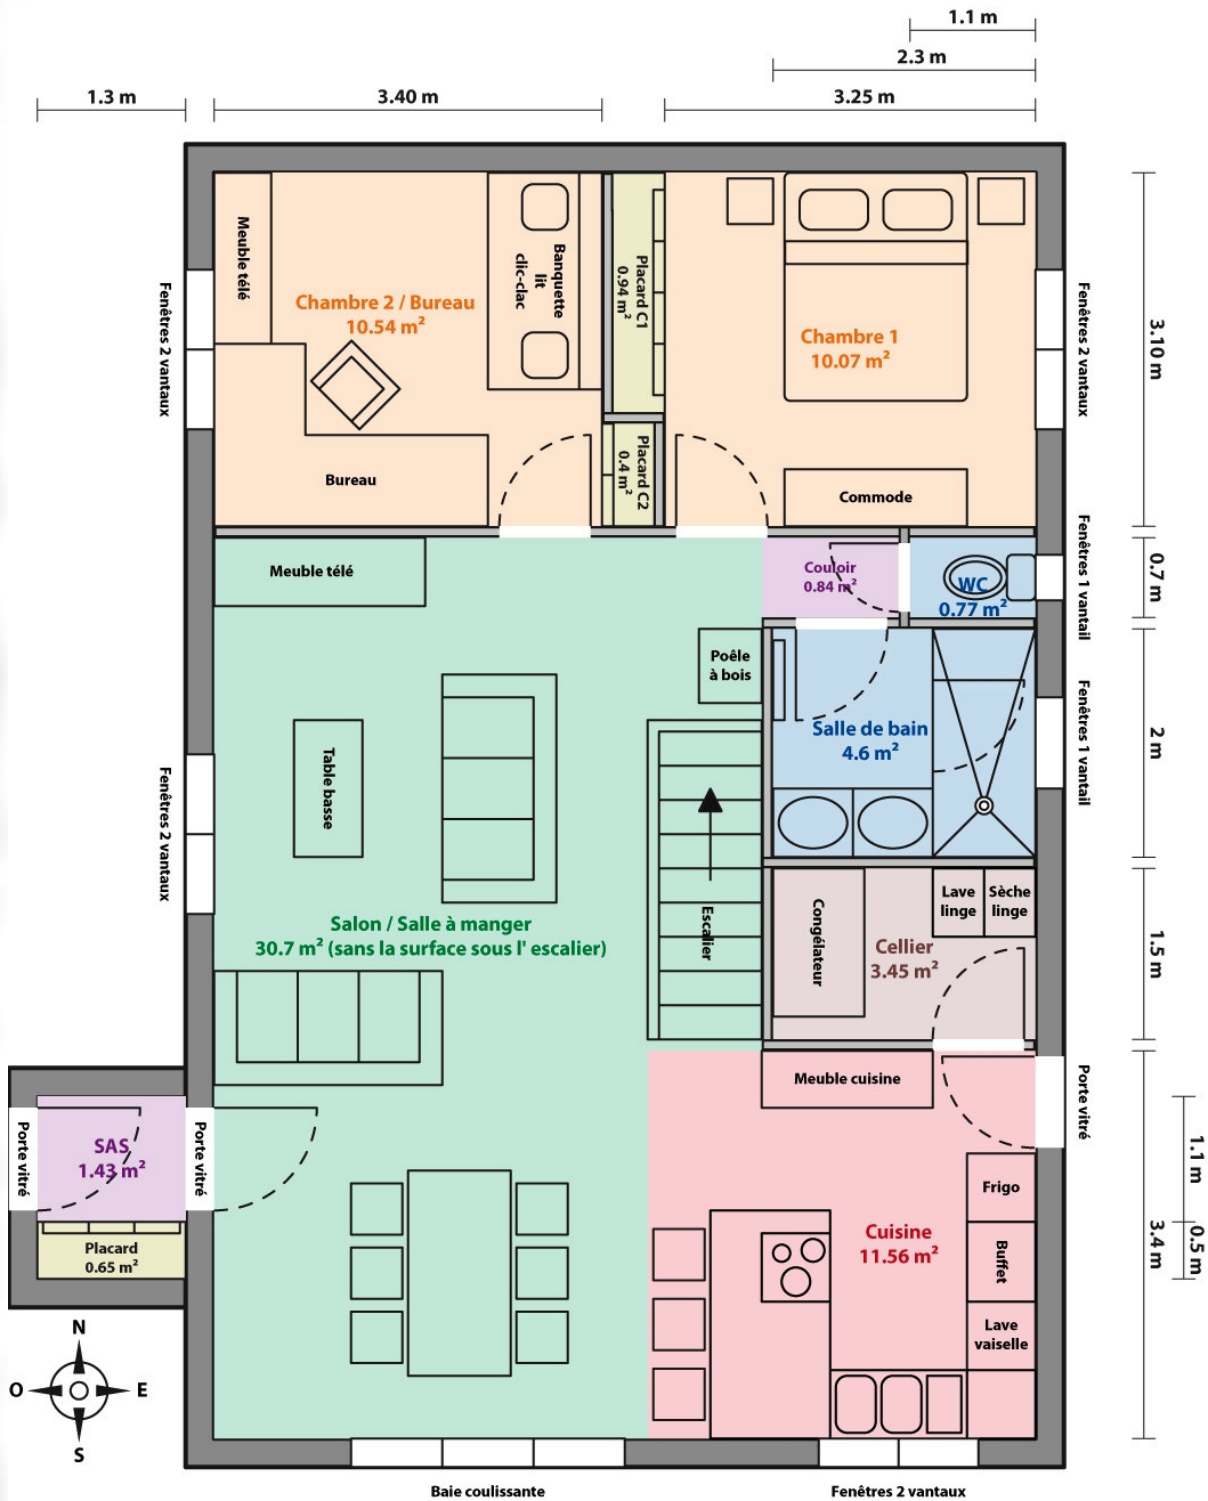 1.1 m
2.3 m
1.3 m
3.40 m
3.25 m
Meuble télé
Chambre 2 / Bureau
10.54 m²
Banquette
lit
clic-clac
Placard C1
0.94 m²
Chambre 1
10.07 m²
Fenêtres 2 vantaux
Fenêtres 2 vantaux
3.10 m
Bureau
Placard C2
0.4 m²
Commode
Meuble télé
Couloir
0.84 m²
WC
0.77 m²
Fenêtres 1 vantail
0.7 m
Poêle
à bois
Salle de bain
4.6 m²
Fenêtres 1 vantail
2 m
Table basse
Fenêtres 2 vantaux
Salon / Salle à manger
30.7 m² (sans la surface sous l' escalier)
Escalier
Congélateur
Lave
linge
Sèche
linge
Cellier
3.45 m²
1.5 m
Meuble cuisine
Porte vitré
Porte vitré
SAS
1.43 m²
Porte vitré
Placard
0.65 m²
Cuisine
11.56 m²
Frigo
Buffet
Lave
vaiselle
3.4 m
1.1 m
0.5 m
N
O
E
S
Baie coulissante
Fenêtres 2 vantaux